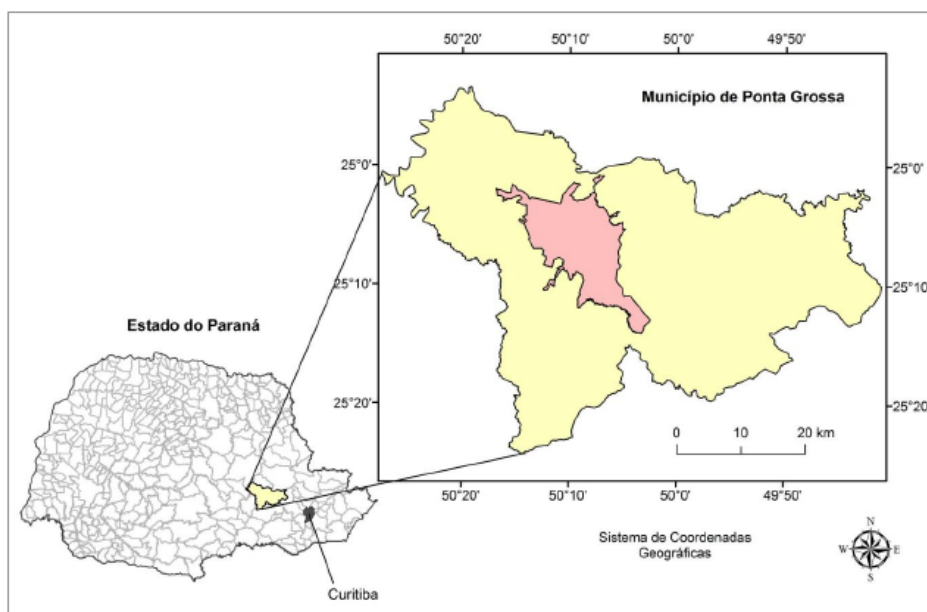 50°20' 50°10' 50°00' 49°50'
Município de Ponta Grossa
25°0' 25°0'
25°10' 25°10'
Estado do Paraná
25°20' 25°20'
0 10 20 km
50°20' 50°10' 50°0' 49°50'
Sistema de Coordenadas
Geográficas
N
W E
S
Curitiba